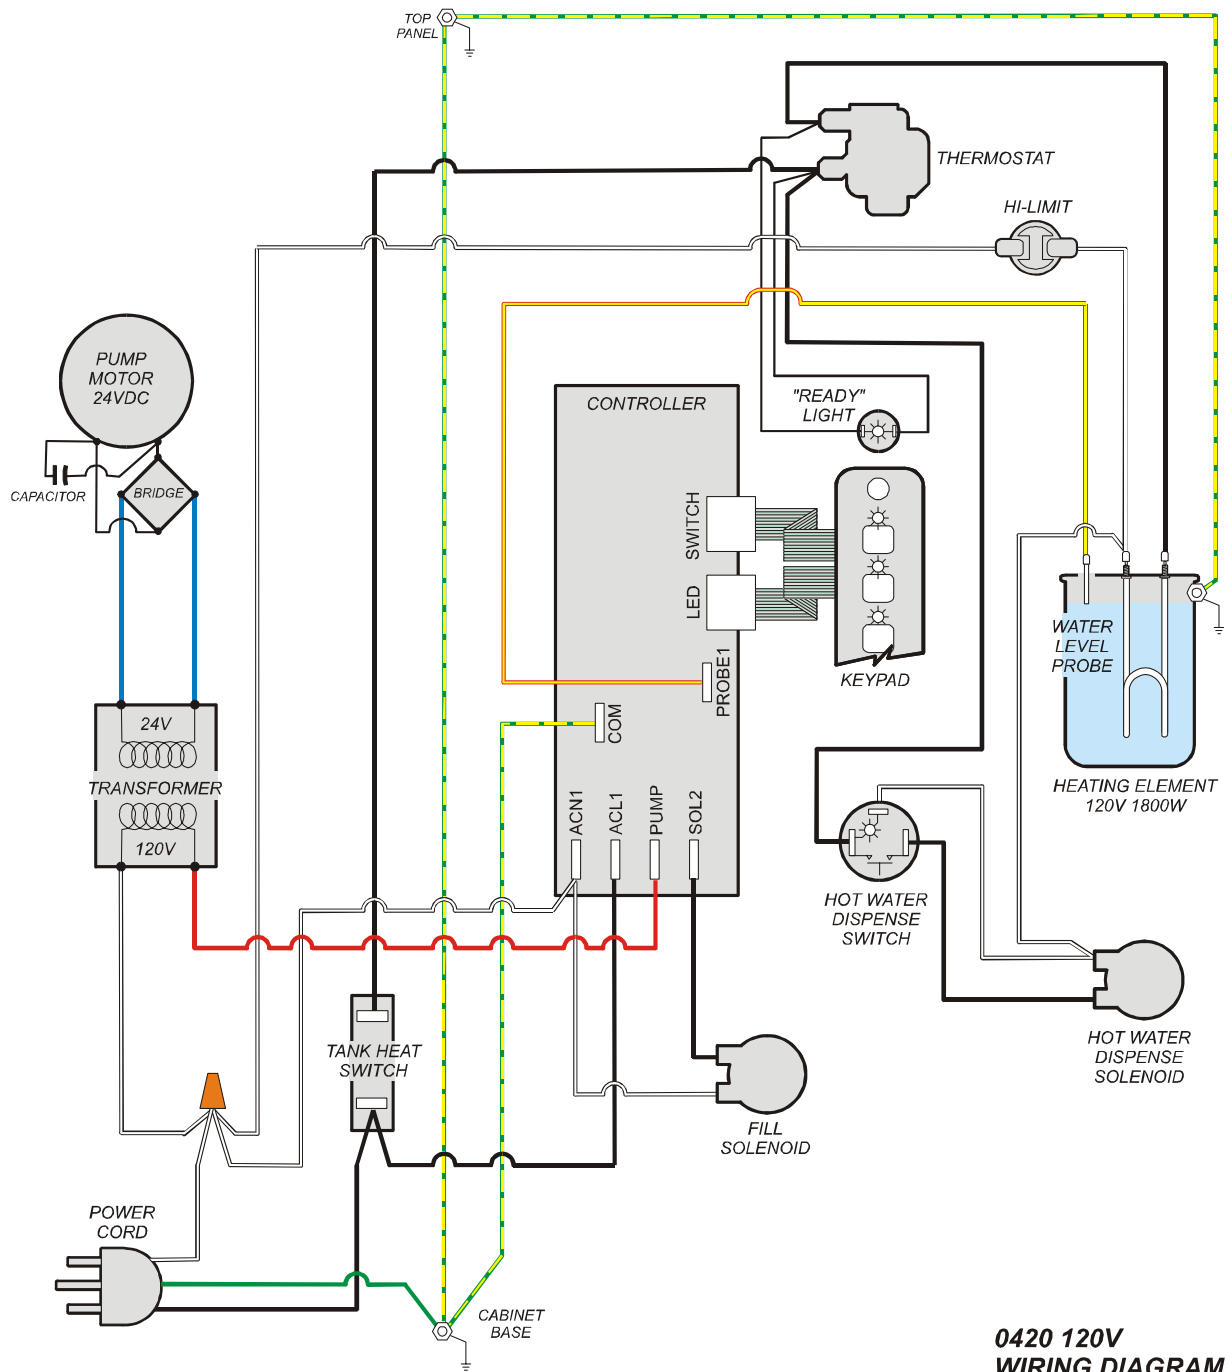 TOP
PANEL
THERMOSTAT
HI-LIMIT
PUMP
MOTOR
24VDC
CONTROLLER
"READY"
LIGHT
CAPACITOR
BRIDGE
SWITCH
LED
WATER
LEVEL
PROBE
PROBE1
KEYPAD
COM
24V
TRANSFORMER
120V
HEATING ELEMENT
120V 1800W
ACN1
ACL1
PUMP
SOL2
HOT WATER
DISPENSE
SWITCH
TANK HEAT
SWITCH
HOT WATER
DISPENSE
SOLENOID
FILL
SOLENOID
POWER
CORD
CABINET
BASE
0420 120V
WIRING DIAGRAM